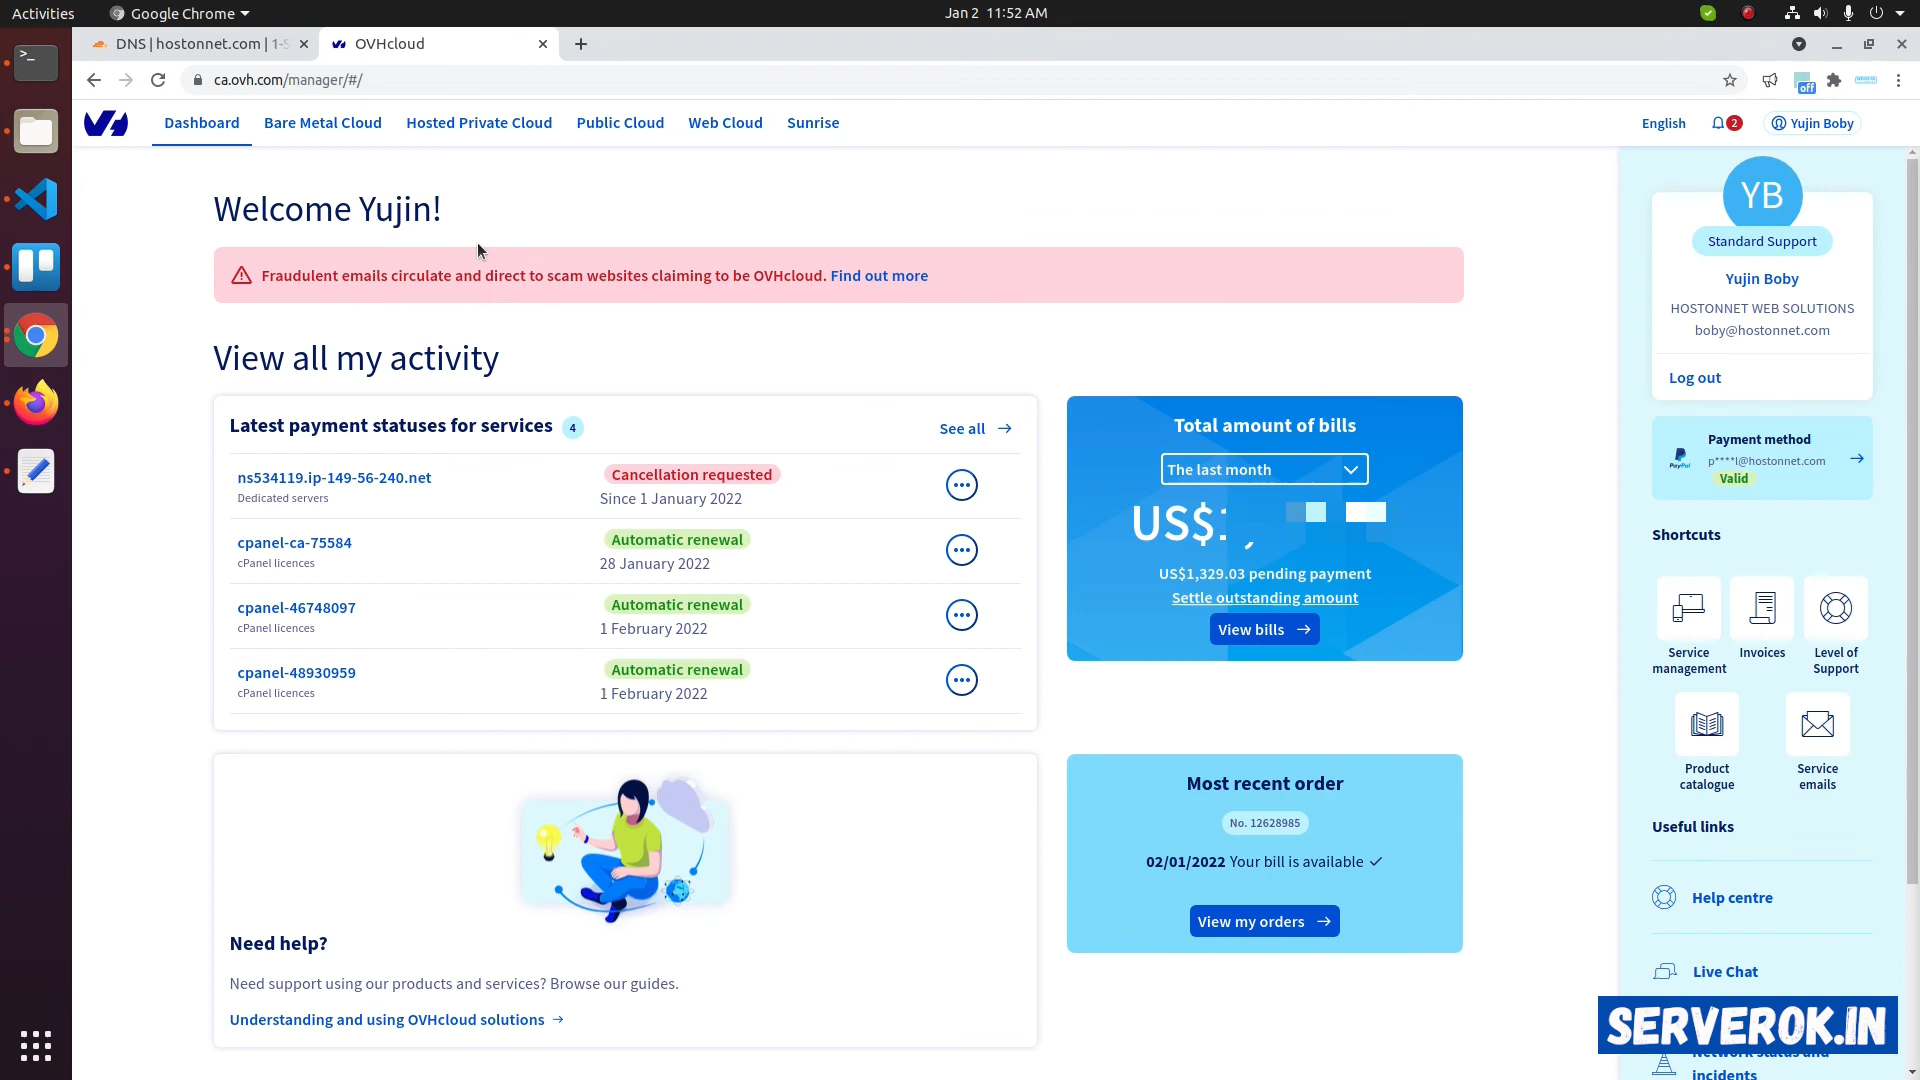 Activities
Google Chrome
Jan 2 11:52 AM
DNS | hostonnet.com | 1-S
OVHcloud
ca.ovh.com/manager/#/
off
Dashboard
Bare Metal Cloud
Hosted Private Cloud
Public Cloud
Web Cloud
Sunrise
English
2
Yujin Boby
Welcome Yujin!
Fraudulent emails circulate and direct to scam websites claiming to be OVHcloud. Find out more
View all my activity
Latest payment statuses for services 4
See all
ns534119.ip-149-56-240.net
Dedicated servers
Cancellation requested
Since 1 January 2022
cpanel-ca-75584
cPanel licences
Automatic renewal
28 January 2022
cpanel-46748097
cPanel licences
Automatic renewal
1 February 2022
cpanel-48930959
cPanel licences
Automatic renewal
1 February 2022
Total amount of bills
The last month
US$1,
US$1,329.03 pending payment
Settle outstanding amount
View bills
Need help?
Need support using our products and services? Browse our guides.
Understanding and using OVHcloud solutions
Most recent order
No. 12628985
02/01/2022 Your bill is available
View my orders
YB
Standard Support
Yujin Boby
HOSTONNET WEB SOLUTIONS
boby@hostonnet.com
Log out
PayPal
Payment method
p****l@hostonnet.com
Valid
Shortcuts
Service management
Invoices
Level of Support
Product catalogue
Service emails
Useful links
Help centre
Live Chat
SERVEROK.IN
Network status and
incidents